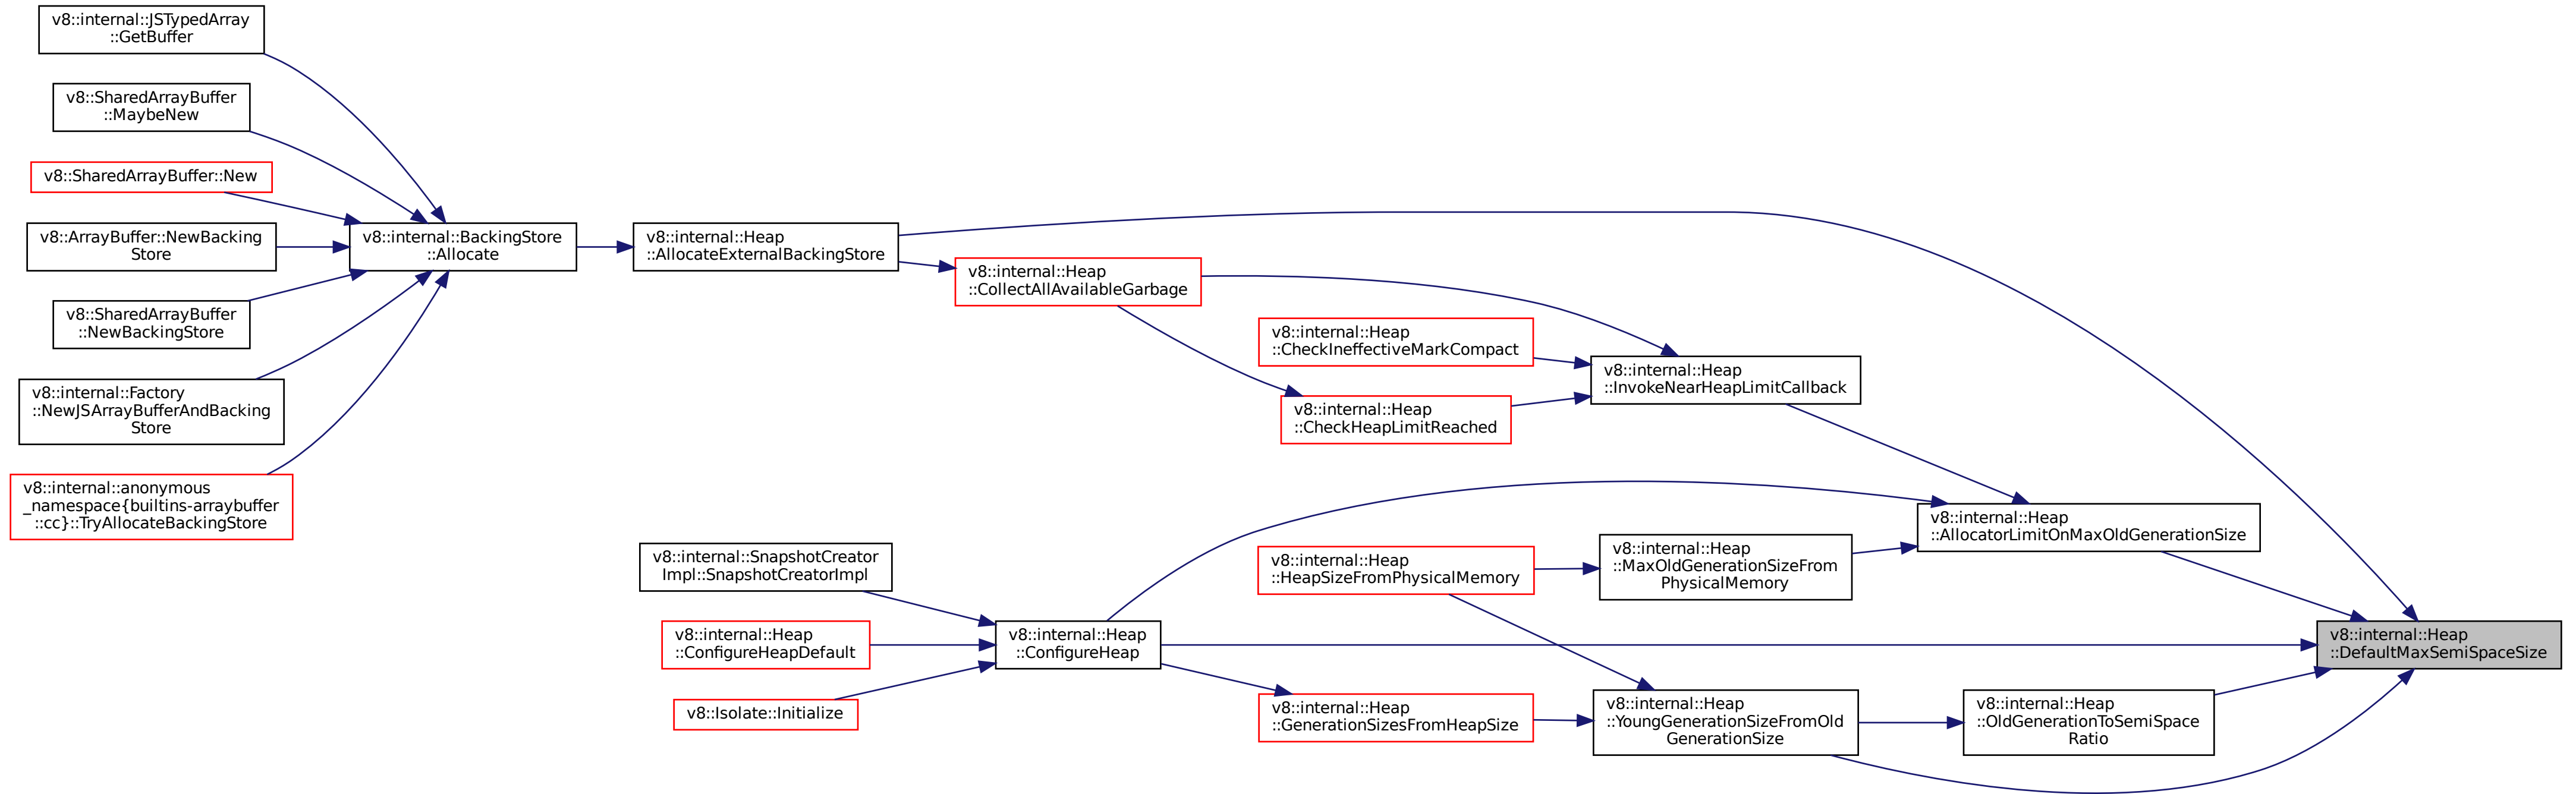 v8::internal::JSTypedArray
::GetBuffer
v8::SharedArrayBuffer
::MaybeNew
v8::SharedArrayBuffer::New
v8::ArrayBuffer::NewBacking
Store
v8::SharedArrayBuffer
::NewBackingStore
v8::internal::Factory
::NewJSArrayBufferAndBacking
Store
v8::internal::anonymous
_namespace{builtins-arraybuffer
::cc}::TryAllocateBackingStore
v8::internal::BackingStore
::Allocate
v8::internal::Heap
::AllocateExternalBackingStore
v8::internal::Heap
::CollectAllAvailableGarbage
v8::internal::Heap
::CheckIneffectiveMarkCompact
v8::internal::Heap
::CheckHeapLimitReached
v8::internal::Heap
::InvokeNearHeapLimitCallback
v8::internal::Heap
::AllocatorLimitOnMaxOldGenerationSize
v8::internal::Heap
::MaxOldGenerationSizeFrom
PhysicalMemory
v8::internal::Heap
::HeapSizeFromPhysicalMemory
v8::internal::SnapshotCreator
Impl::SnapshotCreatorImpl
v8::internal::Heap
::ConfigureHeapDefault
v8::Isolate::Initialize
v8::internal::Heap
::ConfigureHeap
v8::internal::Heap
::GenerationSizesFromHeapSize
v8::internal::Heap
::YoungGenerationSizeFromOld
GenerationSize
v8::internal::Heap
::OldGenerationToSemiSpace
Ratio
v8::internal::Heap
::DefaultMaxSemiSpaceSize